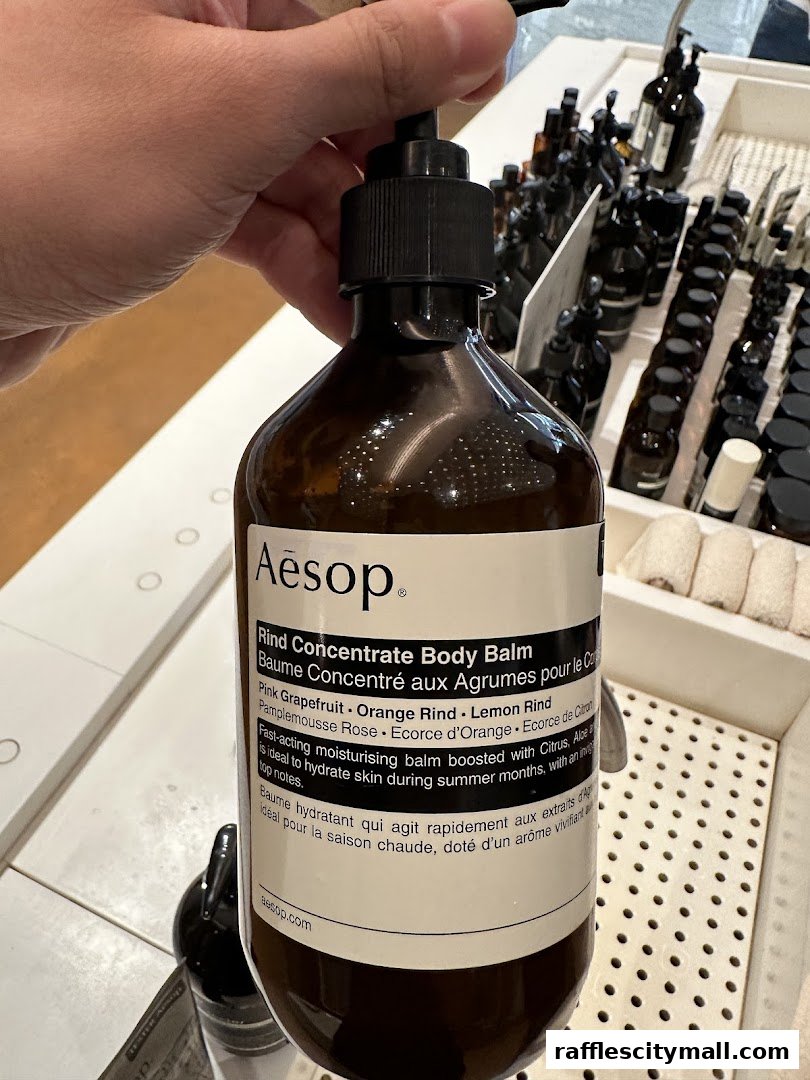 Aēsop®
Rind Concentrate Body Balm
Baume Concentré aux Agrumes pour le
Pink Grapefruit • Orange Rind • Lemon Rind
Pamplemousse Rose • Ecorce d'Orange • Ecorce de Citron
Fast-acting moisturising balm boosted with Citrus, Aloe
is ideal to hydrate skin during summer months, with an
top notes.
Baume hydratant qui agit rapidement aux extraits
idéal pour la saison chaude, doté d'un arôme vivifiant
aesop.com
rafflescitymall.com